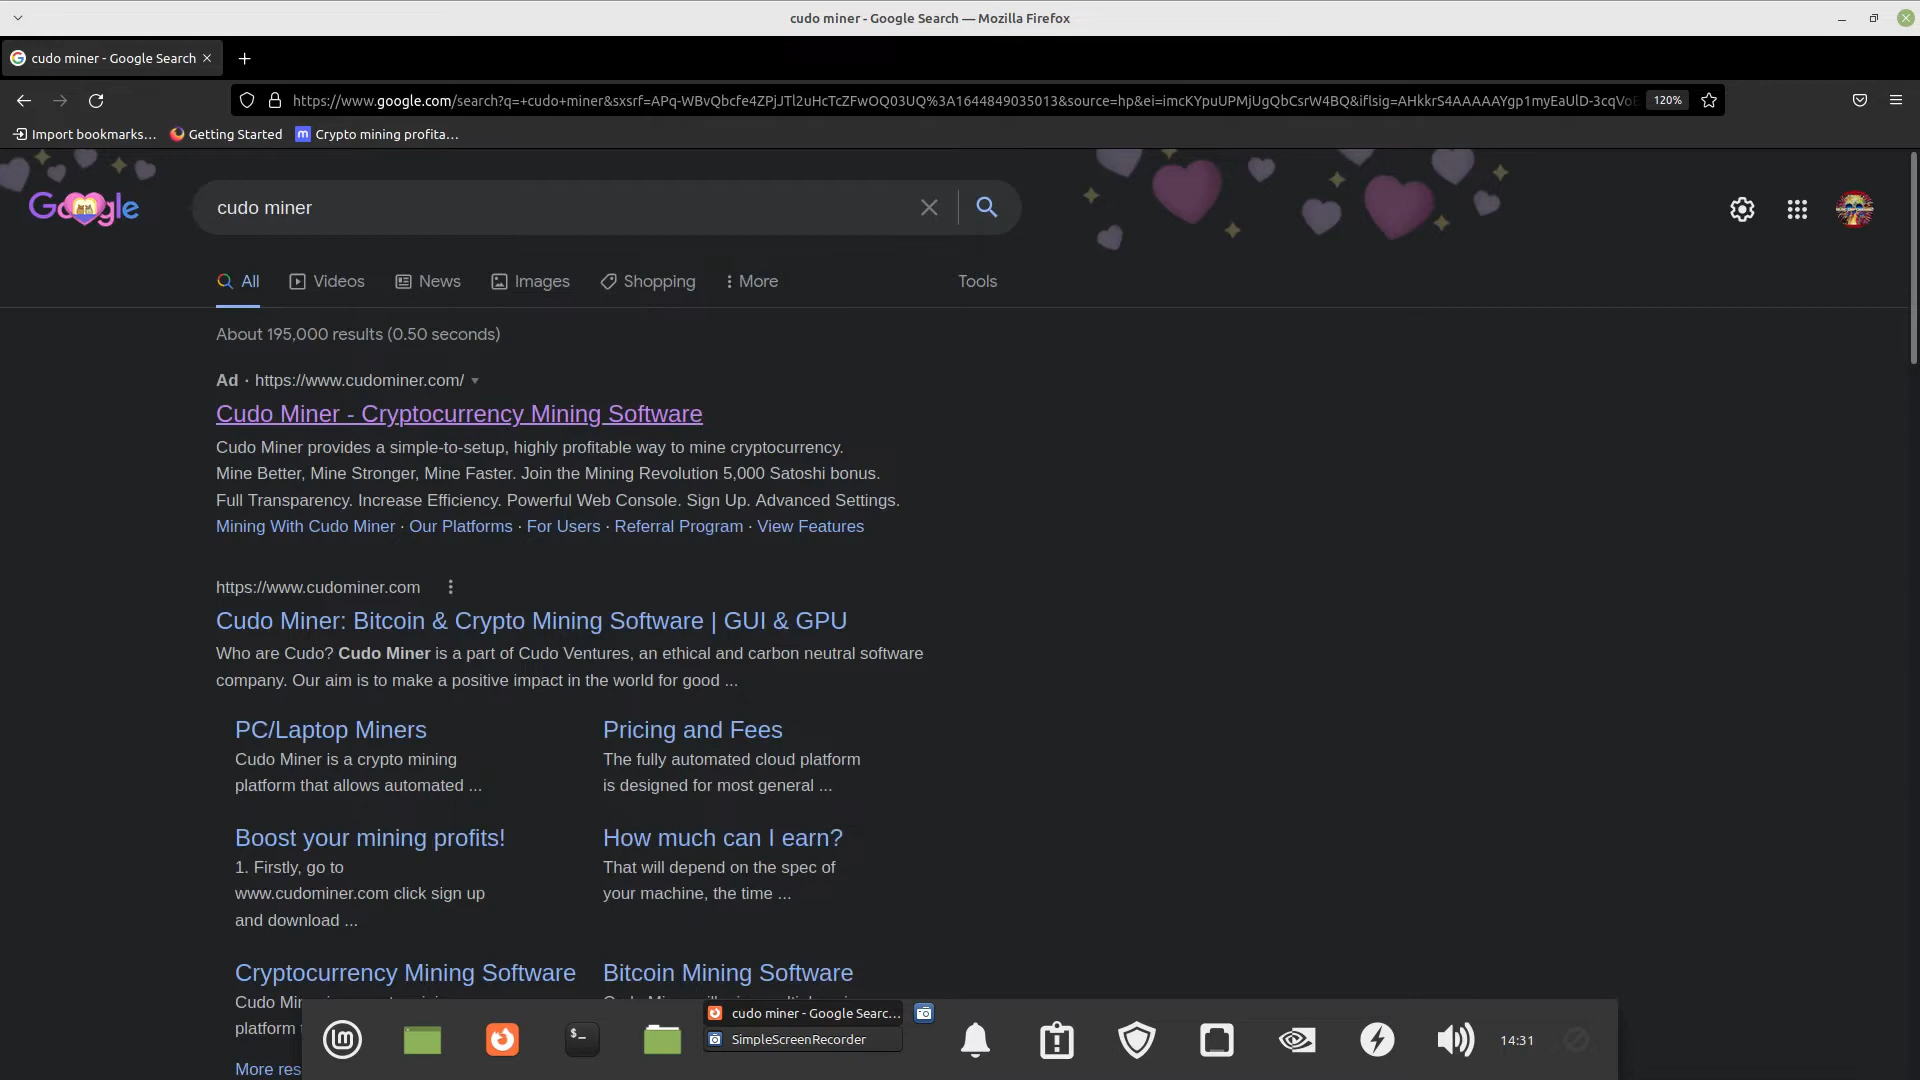 cudo miner - Google Search — Mozilla Firefox
cudo miner - Google Search
https://www.google.com/search?q=+cudo+miner&sxsrf=APq-WBvQbcfe4ZPjJTl2uHcTcZFwOQ03UQ%3A1644849035013&source=hp&ei=imcKYpuUPMjUgQbCsrW4BQ&iflsig=AHkkrS4AAAAAYgp1myEaUlD-3cqVoE
120%
Import bookmarks...
Getting Started
Crypto mining profita...
Google
cudo miner
All
Videos
News
Images
Shopping
More
Tools
About 195,000 results (0.50 seconds)
Ad · https://www.cudominer.com/
Cudo Miner - Cryptocurrency Mining Software
Cudo Miner provides a simple-to-setup, highly profitable way to mine cryptocurrency.
Mine Better, Mine Stronger, Mine Faster. Join the Mining Revolution 5,000 Satoshi bonus.
Full Transparency. Increase Efficiency. Powerful Web Console. Sign Up. Advanced Settings.
Mining With Cudo Miner · Our Platforms · For Users · Referral Program · View Features
https://www.cudominer.com
Cudo Miner: Bitcoin & Crypto Mining Software | GUI & GPU
Who are Cudo? Cudo Miner is a part of Cudo Ventures, an ethical and carbon neutral software
company. Our aim is to make a positive impact in the world for good ...
PC/Laptop Miners
Cudo Miner is a crypto mining
platform that allows automated ...
Pricing and Fees
The fully automated cloud platform
is designed for most general ...
Boost your mining profits!
1. Firstly, go to
www.cudominer.com click sign up
and download ...
How much can I earn?
That will depend on the spec of
your machine, the time ...
Cryptocurrency Mining Software
Cudo Min
platform
Bitcoin Mining Software
More res
cudo miner - Google Searc...
SimpleScreenRecorder
14:31